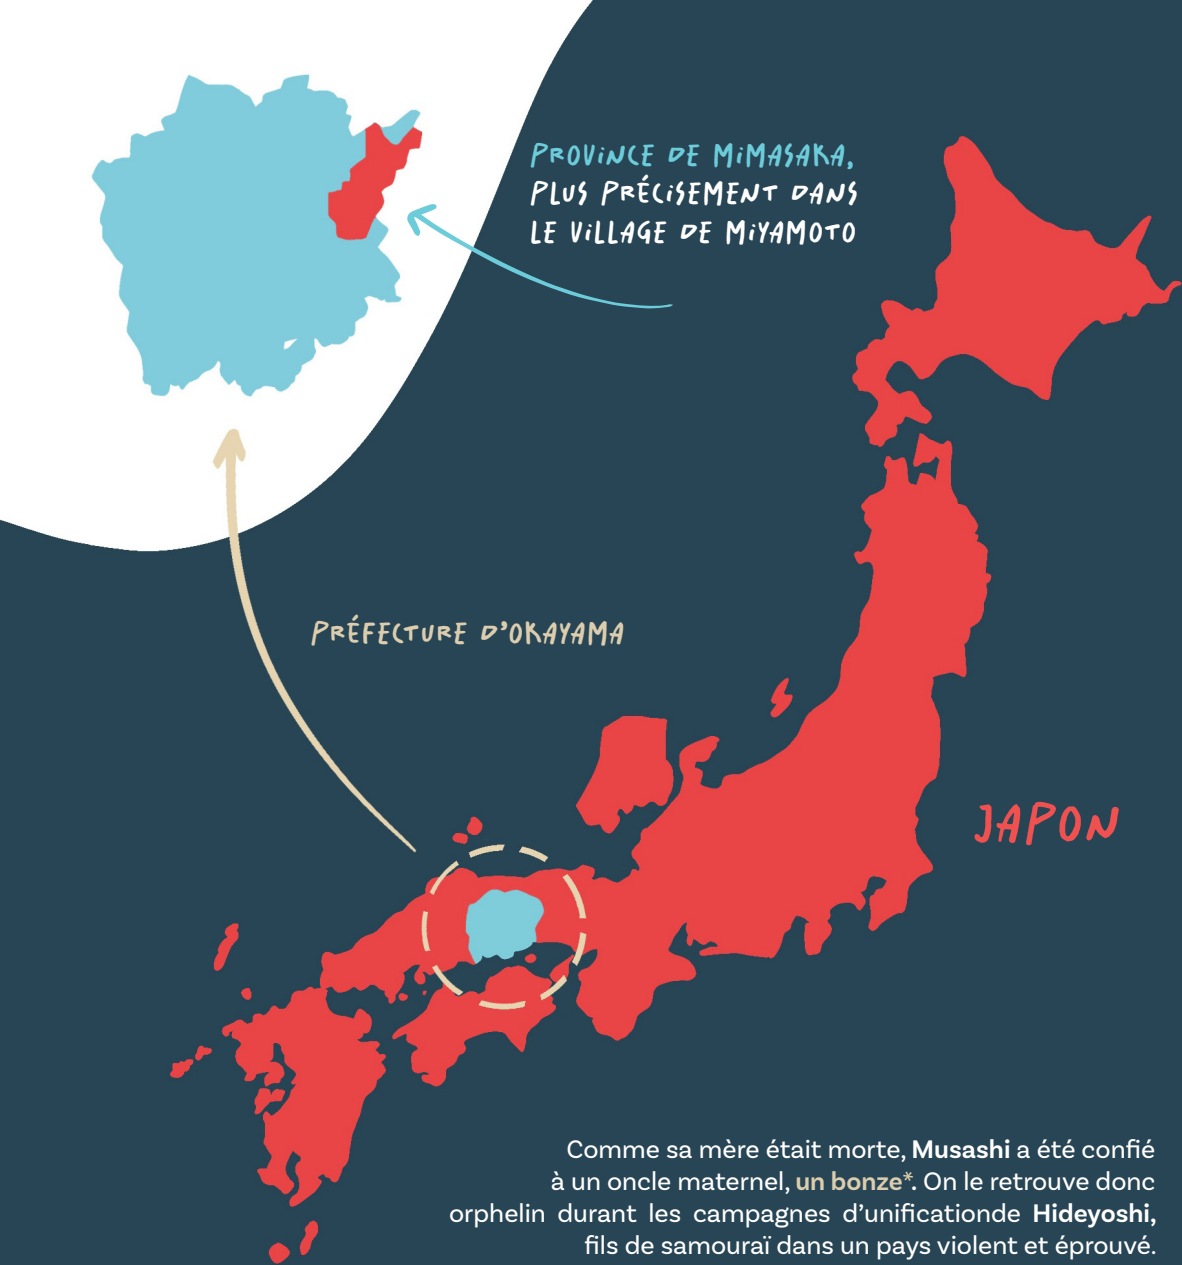 PROVINCE DE MIMASAKA,
PLUS PRÉCISEMENT DANS
LE VILLAGE DE MIYAMOTO
PRÉFECTURE D'OKAYAMA
JAPON
Comme sa mère était morte, Musashi a été confié
à un oncle maternel, un bonze*. On le retrouve donc
orphelin durant les campagnes d'unificationde Hideyoshi,
fils de samouraï dans un pays violent et éprouvé.